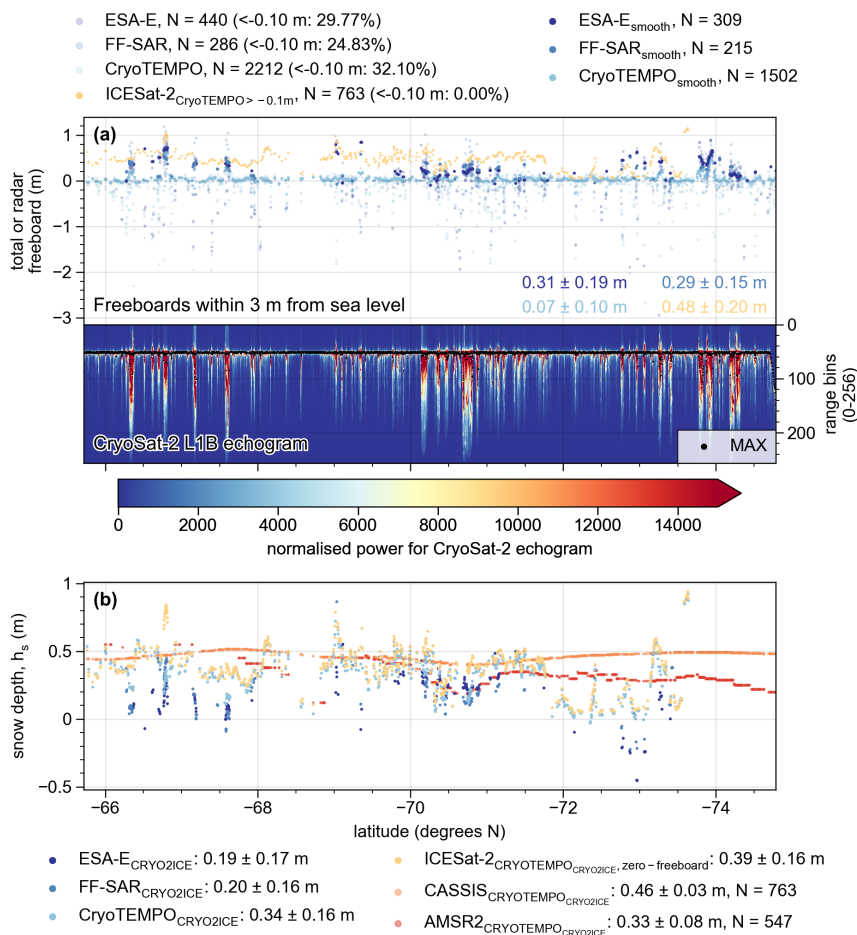 ESA-E, N = 440 (<-0.10 m: 29.77%)
FF-SAR, N = 286 (<-0.10 m: 24.83%)
CryoTEMPO, N = 2212 (<-0.10 m: 32.10%)
ICESat-2CryoTEMPO> −0.1m, N = 763 (<-0.10 m: 0.00%)
ESA-Esmooth, N = 309
FF-SARsmooth, N = 215
CryoTEMPOsmooth, N = 1502
(a)
1
0
−1
−2
−3
total or radar
freeboard (m)
0.31 ± 0.19 m
0.29 ± 0.15 m
Freeboards within 3 m from sea level
0.07 ± 0.10 m
0.48 ± 0.20 m
0
100
200
range bins
(0-256)
CryoSat-2 L1B echogram
MAX
0 2000 4000 6000 8000 10000 12000 14000
normalised power for CryoSat-2 echogram
(b)
1
0.5
0
−0.5
snow depth, hs (m)
−66 −68 −70 −72 −74
latitude (degrees N)
ESA-ECRYO2ICE: 0.19 ± 0.17 m
FF-SARCRYO2ICE: 0.20 ± 0.16 m
CryoTEMPOCRYO2ICE: 0.34 ± 0.16 m
ICESat-2CRYOTEMPOCRYO2ICE, zero−freeboard: 0.39 ± 0.16 m
CASSISCRYOTEMPOCRYO2ICE: 0.46 ± 0.03 m, N = 763
AMSR2CRYOTEMPOCRYO2ICE: 0.33 ± 0.08 m, N = 547